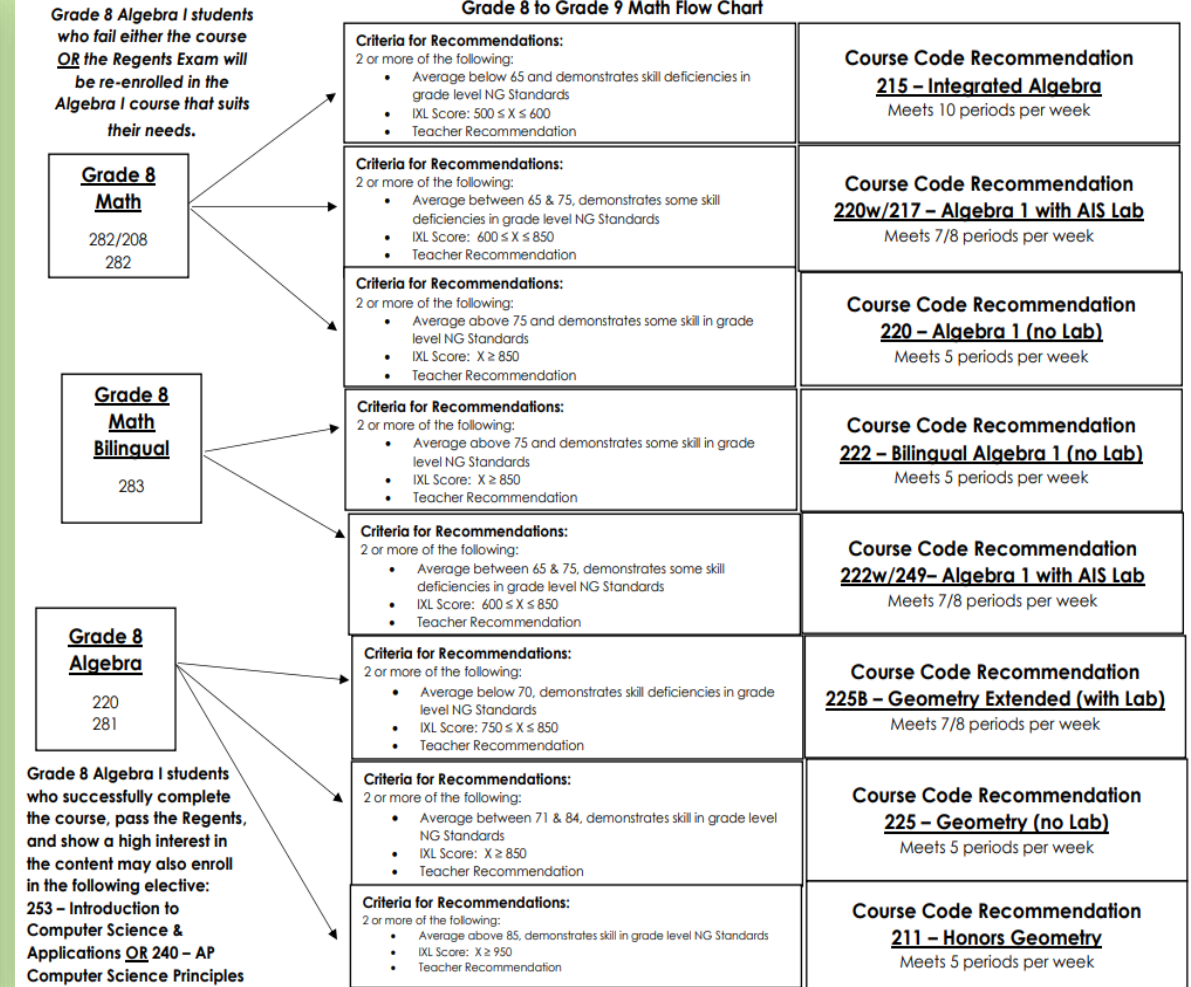 Grade 8 to Grade 9 Math Flow Chart
Grade 8 Algebra I students
who fail either the course
OR the Regents Exam will
be re-enrolled in the
Algebra I course that suits
their needs.
Grade 8
Math
282/208
282
Criteria for Recommendations:
2 or more of the following:
• Average below 65 and demonstrates skill deficiencies in
grade level NG Standards
• IXL Score: 500 ≤ X ≤ 600
• Teacher Recommendation
Course Code Recommendation
215 – Integrated Algebra
Meets 10 periods per week
Criteria for Recommendations:
2 or more of the following:
• Average between 65 & 75, demonstrates some skill
deficiencies in grade level NG Standards
• IXL Score: 600 ≤ X ≤ 850
• Teacher Recommendation
Course Code Recommendation
220w/217 – Algebra 1 with AIS Lab
Meets 7/8 periods per week
Criteria for Recommendations:
2 or more of the following:
• Average above 75 and demonstrates some skill in grade
level NG Standards
• IXL Score: X ≥ 850
• Teacher Recommendation
Course Code Recommendation
220 – Algebra 1 (no Lab)
Meets 5 periods per week
Grade 8
Math
Bilingual
283
Criteria for Recommendations:
2 or more of the following:
• Average above 75 and demonstrates some skill in grade
level NG Standards
• IXL Score: X ≥ 850
• Teacher Recommendation
Course Code Recommendation
222 – Bilingual Algebra 1 (no Lab)
Meets 5 periods per week
Criteria for Recommendations:
2 or more of the following:
• Average between 65 & 75, demonstrates some skill
deficiencies in grade level NG Standards
• IXL Score: 600 ≤ X ≤ 850
• Teacher Recommendation
Course Code Recommendation
222w/249– Algebra 1 with AIS Lab
Meets 7/8 periods per week
Grade 8
Algebra
220
281
Criteria for Recommendations:
2 or more of the following:
• Average below 70, demonstrates skill deficiencies in grade
level NG Standards
• IXL Score: 750 ≤ X ≤ 850
• Teacher Recommendation
Course Code Recommendation
225B – Geometry Extended (with Lab)
Meets 7/8 periods per week
Criteria for Recommendations:
2 or more of the following:
• Average between 71 & 84, demonstrates skill in grade level
NG Standards
• IXL Score: X ≥ 850
• Teacher Recommendation
Course Code Recommendation
225 – Geometry (no Lab)
Meets 5 periods per week
Criteria for Recommendations:
2 or more of the following:
• Average above 85, demonstrates skill in grade level NG Standards
• IXL Score: X ≥ 950
• Teacher Recommendation
Course Code Recommendation
211 – Honors Geometry
Meets 5 periods per week
Grade 8 Algebra I students
who successfully complete
the course, pass the Regents,
and show a high interest in
the content may also enroll
in the following elective:
253 – Introduction to
Computer Science &
Applications OR 240 – AP
Computer Science Principles